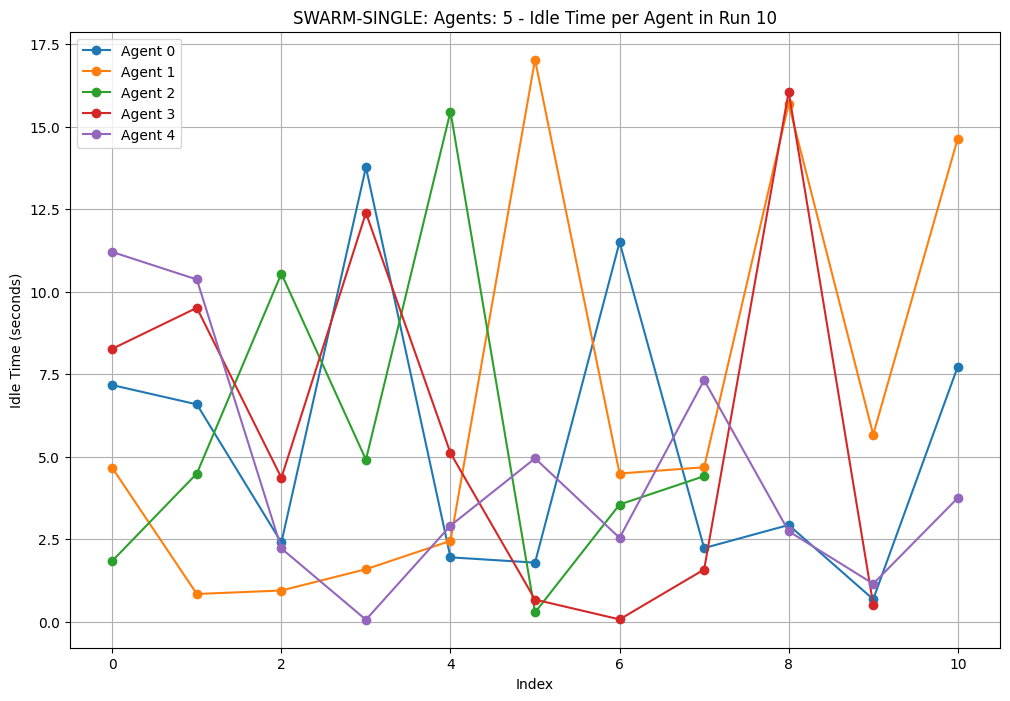 SWARM-SINGLE: Agents: 5 - Idle Time per Agent in Run 10
Agent 0
Agent 1
Agent 2
Agent 3
Agent 4
17.5
15.0
12.5
10.0
7.5
5.0
2.5
0.0
Idle Time (seconds)
0 2 4 6 8 10
Index